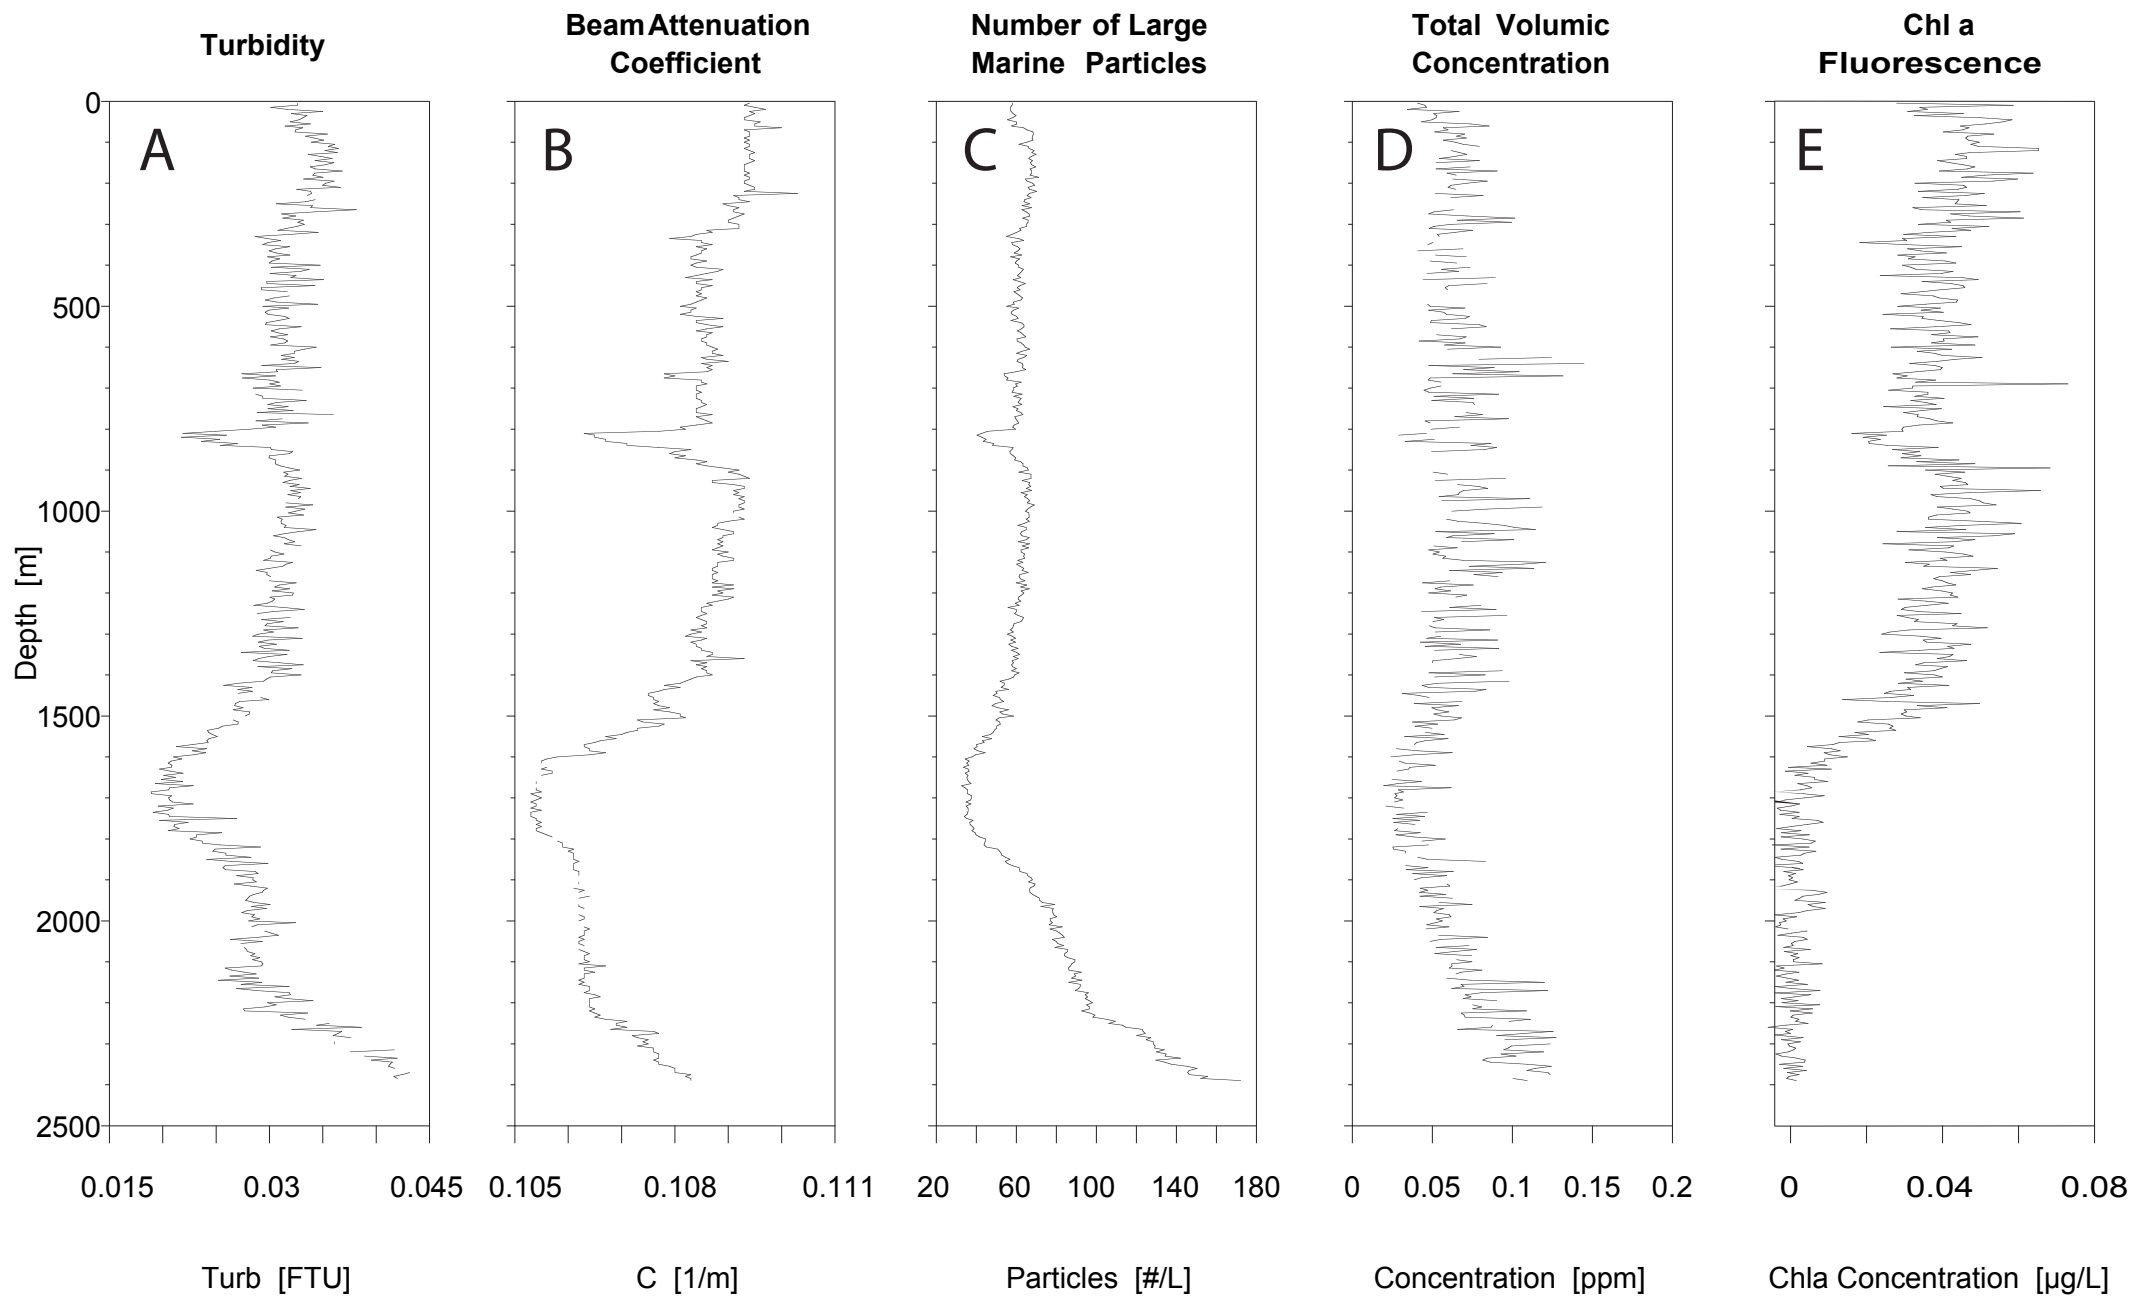 Turbidity
Beam Attenuation
Coefficient
Number of Large
Marine Particles
Total Volumic
Concentration
Chl a
Fluorescence
A
B
C
D
E
Depth [m]
0
500
1000
1500
2000
2500
0.015 0.03 0.045
0.105 0.108 0.111
20 60 100 140 180
0 0.05 0.1 0.15 0.2
0 0.04 0.08
Turb [FTU]
C [1/m]
Particles [#/L]
Concentration [ppm]
Chla Concentration [µg/L]